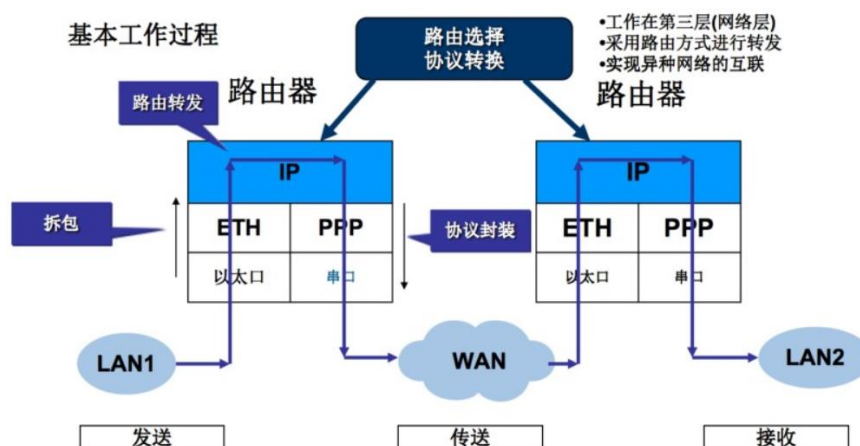 基本工作过程
路由选择
协议转换
•工作在第三层(网络层)
•采用路由方式进行转发
•实现异种网络的互联
路由转发
路由器
路由器
IP
IP
拆包
ETH
PPP
协议封装
ETH
PPP
以太口
串口
以太口
串口
LAN1
WAN
LAN2
发送
传送
接收